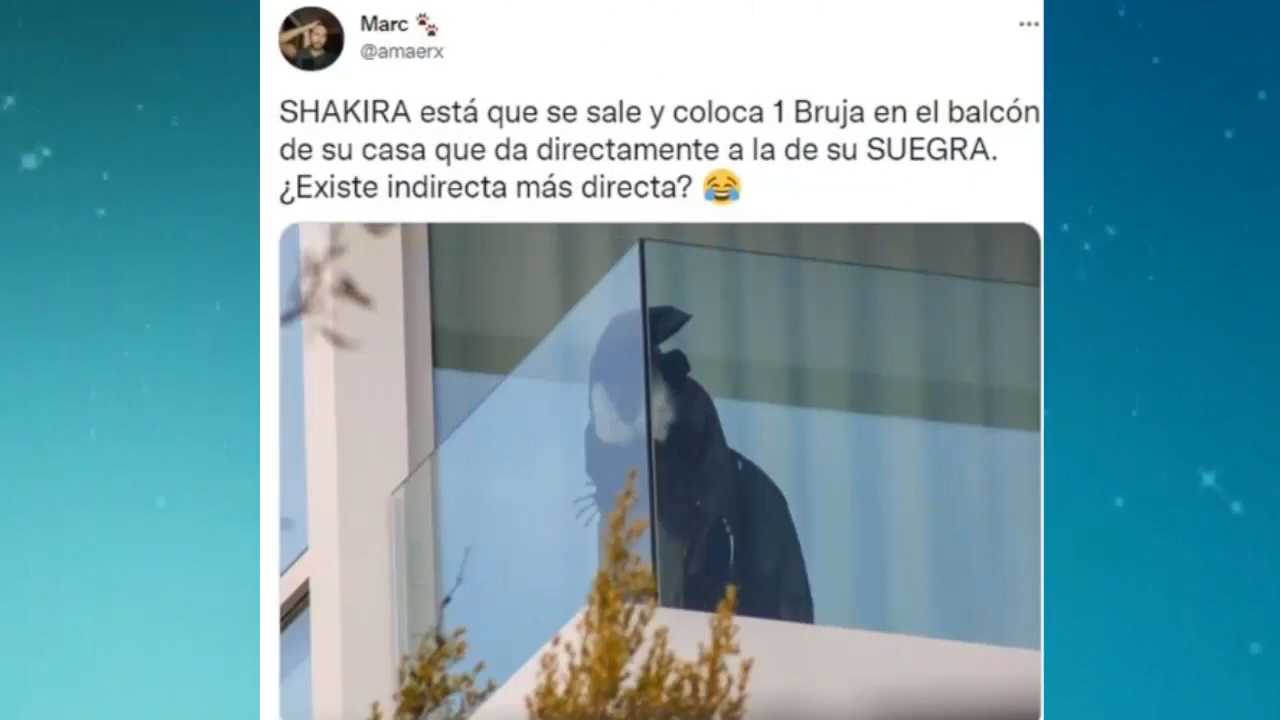 Marc 🐾
@amaerx
SHAKIRA está que se sale y coloca 1 Bruja en el balcón
de su casa que da directamente a la de su SUEGRA.
¿Existe indirecta más directa? 😂